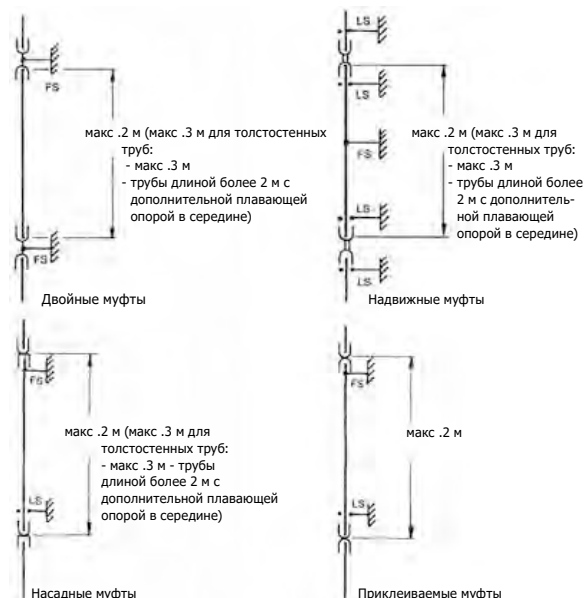 FS
макс .2 м (макс .3 м для толстостенных
труб:
- макс .3 м
- трубы длиной более 2 м с
дополнительной плавающей
опорой в середине)
FS
Двойные муфты
LS
LS
FS
макс .2 м (макс .3 м для
толстостенных труб:
- макс .3 м
- трубы длиной более
2 м с дополнитель-
ной плавающей
опорой в середине)
LS
LS
Надвижные муфты
FS
макс .2 м (макс .3 м для
толстостенных труб:
- макс .3 м - трубы
длиной более 2 м с
дополнительной плавающей
опорой в середине)
LS
Насадные муфты
FS
макс .2 м
LS
Приклеиваемые муфты